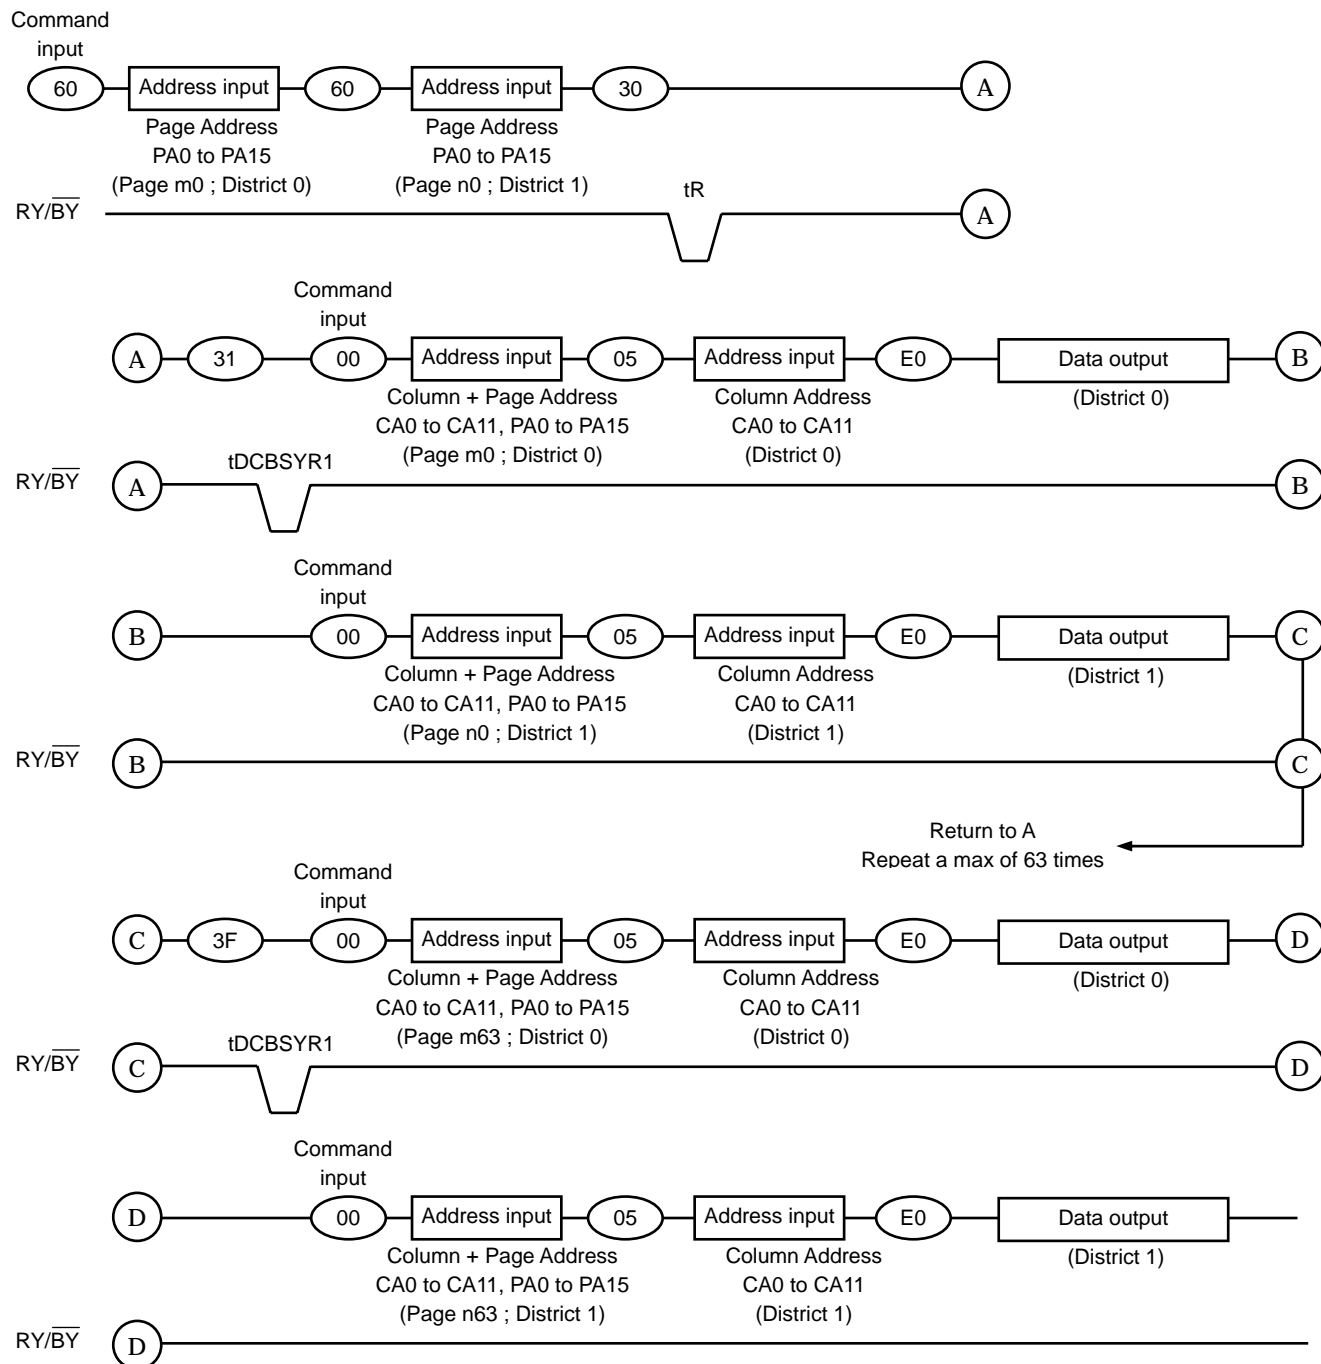 Command
input
60 Address input 60 Address input 30 A
Page Address Page Address
PA0 to PA15 PA0 to PA15
(Page m0 ; District 0) (Page n0 ; District 1)
tR
RY/BY A
Command
input
A 31 00 Address input 05 Address input E0 Data output B
Column + Page Address Column Address (District 0)
CA0 to CA11, PA0 to PA15 CA0 to CA11
(Page m0 ; District 0) (District 0)
tDCBSYR1
RY/BY A B
Command
input
B 00 Address input 05 Address input E0 Data output C
Column + Page Address Column Address (District 1)
CA0 to CA11, PA0 to PA15 CA0 to CA11
(Page n0 ; District 1) (District 1)
RY/BY B C
Return to A
Repeat a max of 63 times
Command
input
C 3F 00 Address input 05 Address input E0 Data output D
Column + Page Address Column Address (District 0)
CA0 to CA11, PA0 to PA15 CA0 to CA11
(Page m63 ; District 0) (District 0)
tDCBSYR1
RY/BY C D
Command
input
D 00 Address input 05 Address input E0 Data output
Column + Page Address Column Address (District 1)
CA0 to CA11, PA0 to PA15 CA0 to CA11
(Page n63 ; District 1) (District 1)
RY/BY D